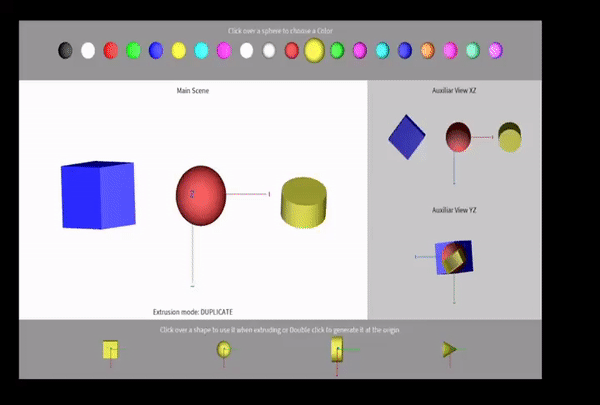 Click over a sphere to choose a Color
Main Scene
Auxiliar View XZ
Auxiliar View YZ
Extrusion mode: DUPLICATE
Click over a shape to use it when extruding or Double click to generate it at the origin